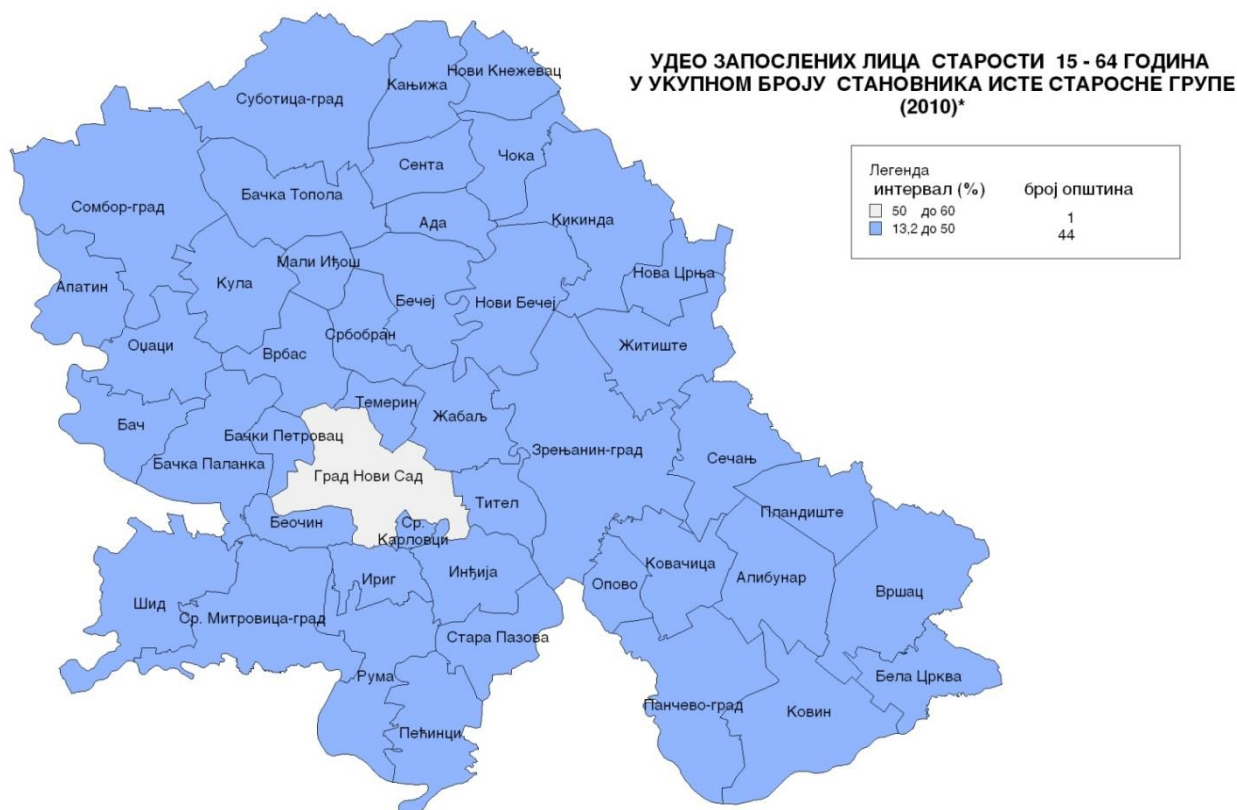 УДЕО ЗАПОСЛЕНИХ ЛИЦА СТАРОСТИ 15 - 64 ГОДИНА
У УКУПНОМ БРОЈУ СТАНОВНИКА ИСТЕ СТАРОСНЕ ГРУПЕ
(2010)*
Легенда
интервал (%) број општина
50 до 60 1
13,2 до 50 44
Нови Кнежевац
Кањижа
Суботица-град
Чока
Сента
Бачка Топола
Сомбор-град
Ада
Кикинда
Мали Иђош
Нова Црња
Кула
Апатин
Бечеј
Нови Бечеј
Србобран
Оџаци
Житиште
Врбас
Темерин
Жабаљ
Бач
Бачки Петровац
Зрењанин-град
Сечањ
Бачка Паланка
Град Нови Сад
Тител
Пландиште
Беочин
Ср.
Карловци
Ковачица
Инђија
Ириг
Опово
Алибунар
Вршац
Шид
Ср. Митровица-град
Стара Пазова
Рума
Бела Црква
Панчево-град
Ковин
Пећинци